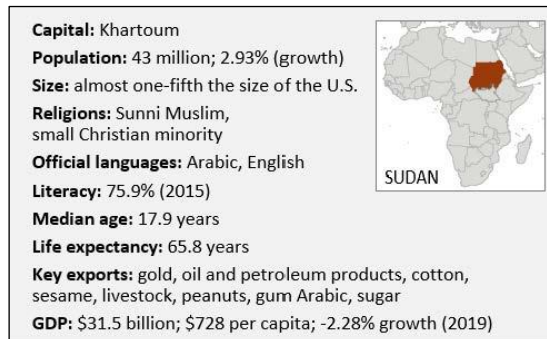 Capital: Khartoum
Population: 43 million; 2.93% (growth)
Size: almost one-fifth the size of the U.S.
Religions: Sunni Muslim,
small Christian minority
Official languages: Arabic, English
Literacy: 75.9% (2015)
Median age: 17.9 years
Life expectancy: 65.8 years
Key exports: gold, oil and petroleum products, cotton,
sesame, livestock, peanuts, gum Arabic, sugar
GDP: $31.5 billion; $728 per capita; -2.28% growth (2019)
SUDAN